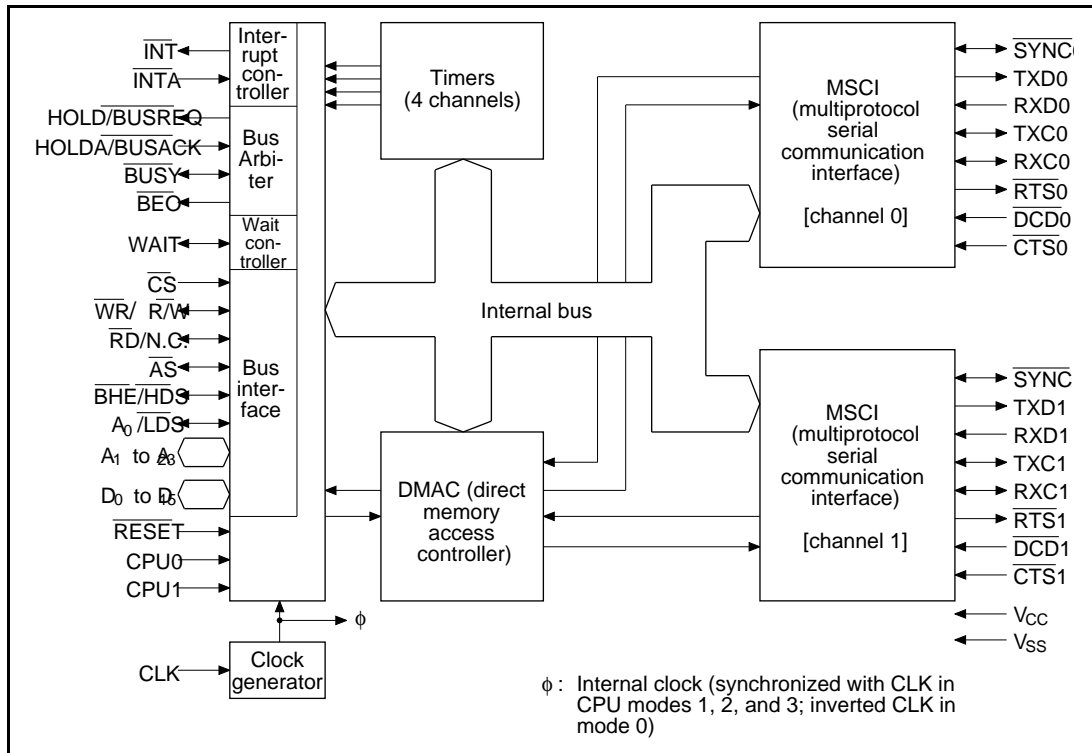 INT
INTA
HOLD/BUSREQ
HOLDA/BUSACK
BUSY
BEO
WAIT
CS
WR/ R/W
RD/N.C.
AS
BHE/HDS
A0/LDS
A1 to A23
D0 to D15
RESET
CPU0
CPU1
CLK
Inter-
rupt con-
troller
Bus
Arbi-
ter
Wait con-
troller
Bus inter-
face
Clock
generator
φ
Timers
(4 channels)
Internal bus
DMAC (direct
memory
access
controller)
MSCI
(multiprotocol
serial
communication
interface)
[channel 0]
MSCI
(multiprotocol
serial
communication
interface)
[channel 1]
SYNC0
TXD0
RXD0
TXC0
RXC0
RTS0
DCD0
CTS0
SYNC
TXD1
RXD1
TXC1
RXC1
RTS1
DCD1
CTS1
VCC
VSS
φ : Internal clock (synchronized with CLK in
CPU modes 1, 2, and 3; inverted CLK in
mode 0)